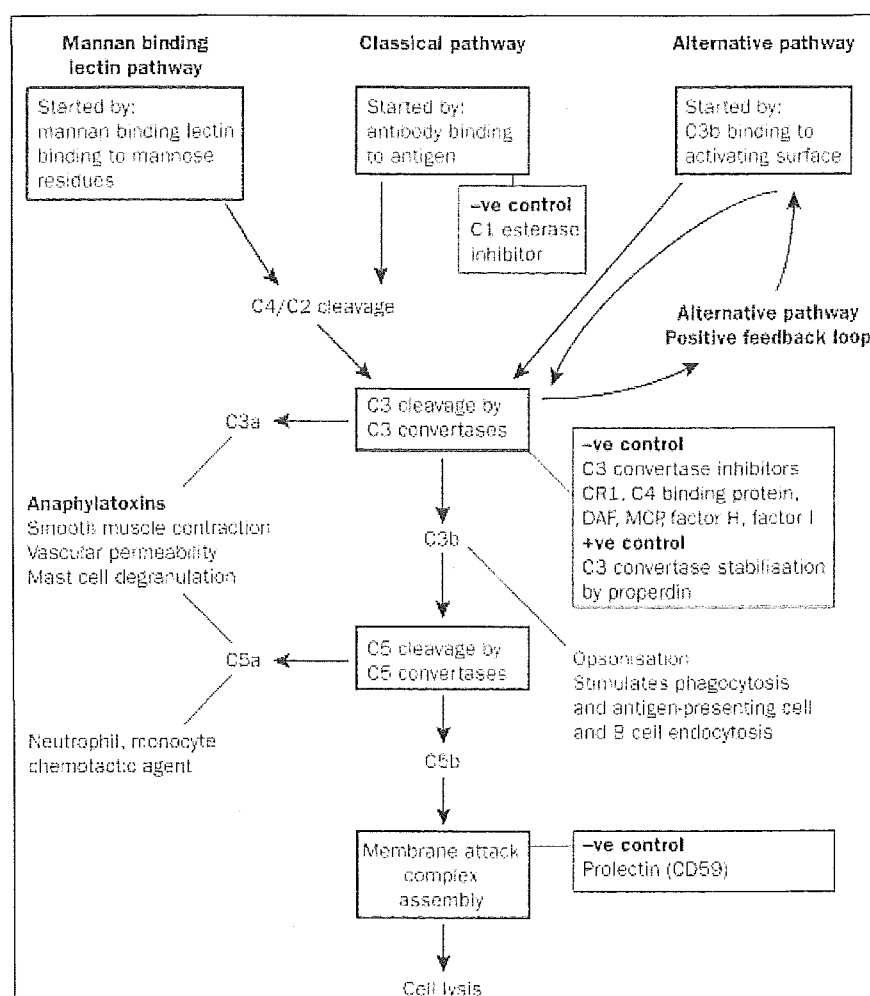 Mannan binding
lectin pathway
Classical pathway
Alternative pathway
Started by:
mannan binding lectin
binding to mannose
residues
Started by:
antibody binding
to antigen
Started by:
C3b binding to
activating surface
–ve control
C1 esterase
inhibitor
C4/C2 cleavage
Alternative pathway
Positive feedback loop
C3a
C3 cleavage by
C3 convertases
–ve control
C3 convertase inhibitors
CR1, C4 binding protein,
DAF, MCP, factor H, factor I
+ve control
C3 convertase stabilisation
by properdin
Anaphylatoxins
Smooth muscle contraction
Vascular permeability
Mast cell degranulation
C3b
C5a
C5 cleavage by
C5 convertases
Opsonisation
Stimulates phagocytosis
and antigen-presenting cell
and B cell endocytosis
Neutrophil, monocyte
chemotactic agent
C5b
Membrane attack
complex
assembly
–ve control
Prolectin (CD59)
Cell lysis